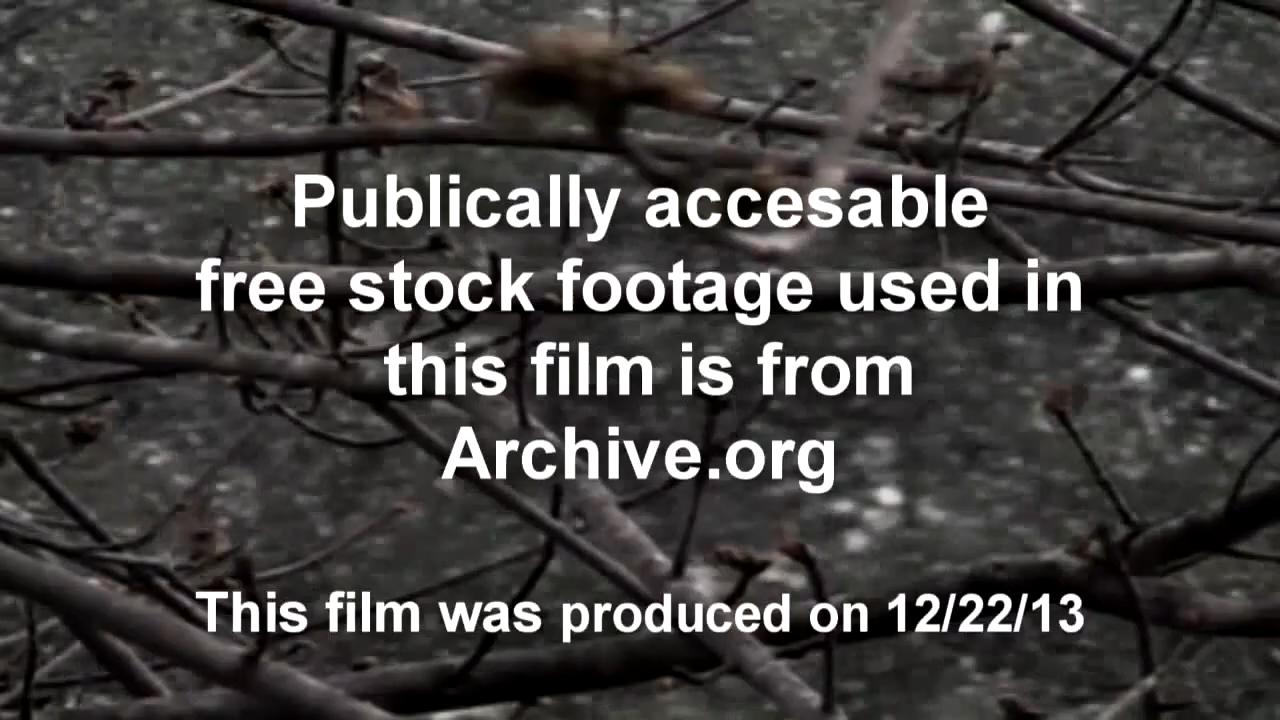 Publically accesable
free stock footage used in
this film is from
Archive.org
This film was produced on 12/22/13